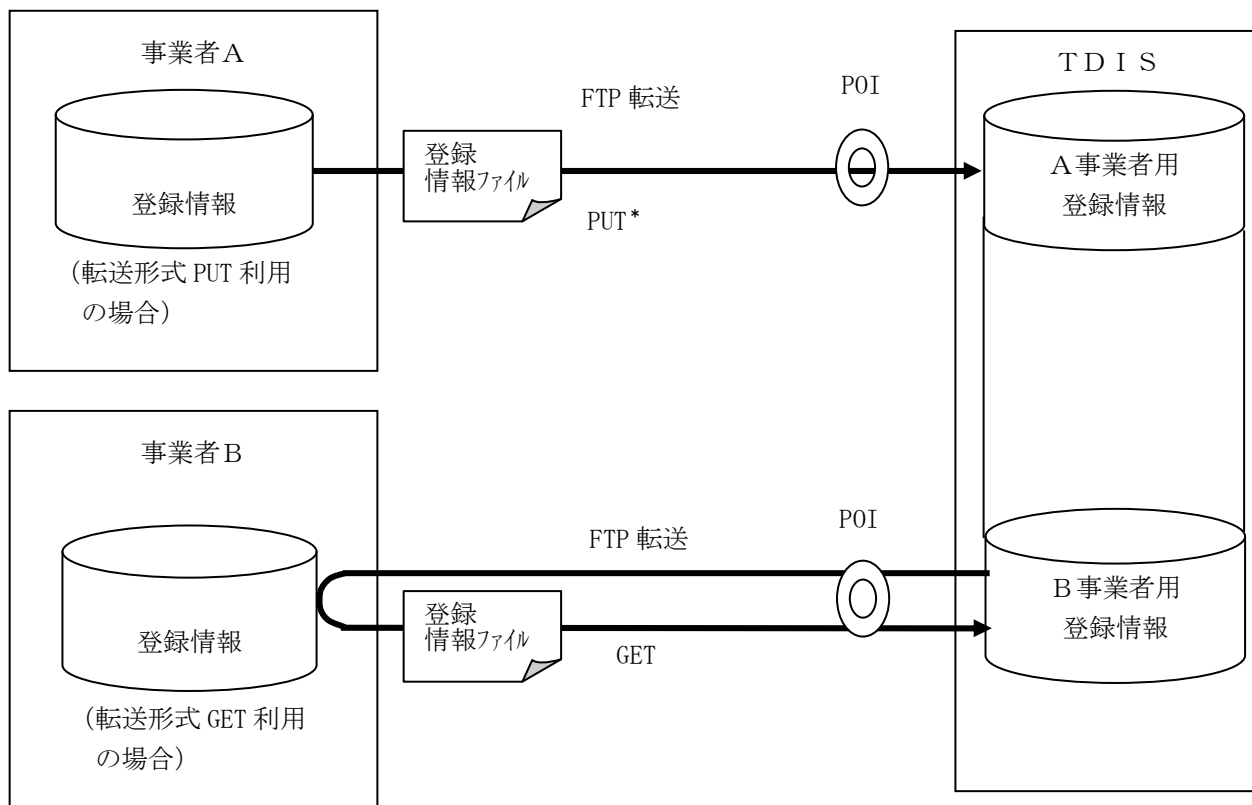 事業者Ａ
登録情報
（転送形式 PUT 利用
の場合）
登録
情報ﾌｧｲﾙ
FTP 転送
PUT*
POI
ＴＤＩＳ
Ａ事業者用
登録情報
事業者Ｂ
登録情報
（転送形式 GET 利用
の場合）
FTP 転送
登録
情報ﾌｧｲﾙ
GET
POI
Ｂ事業者用
登録情報